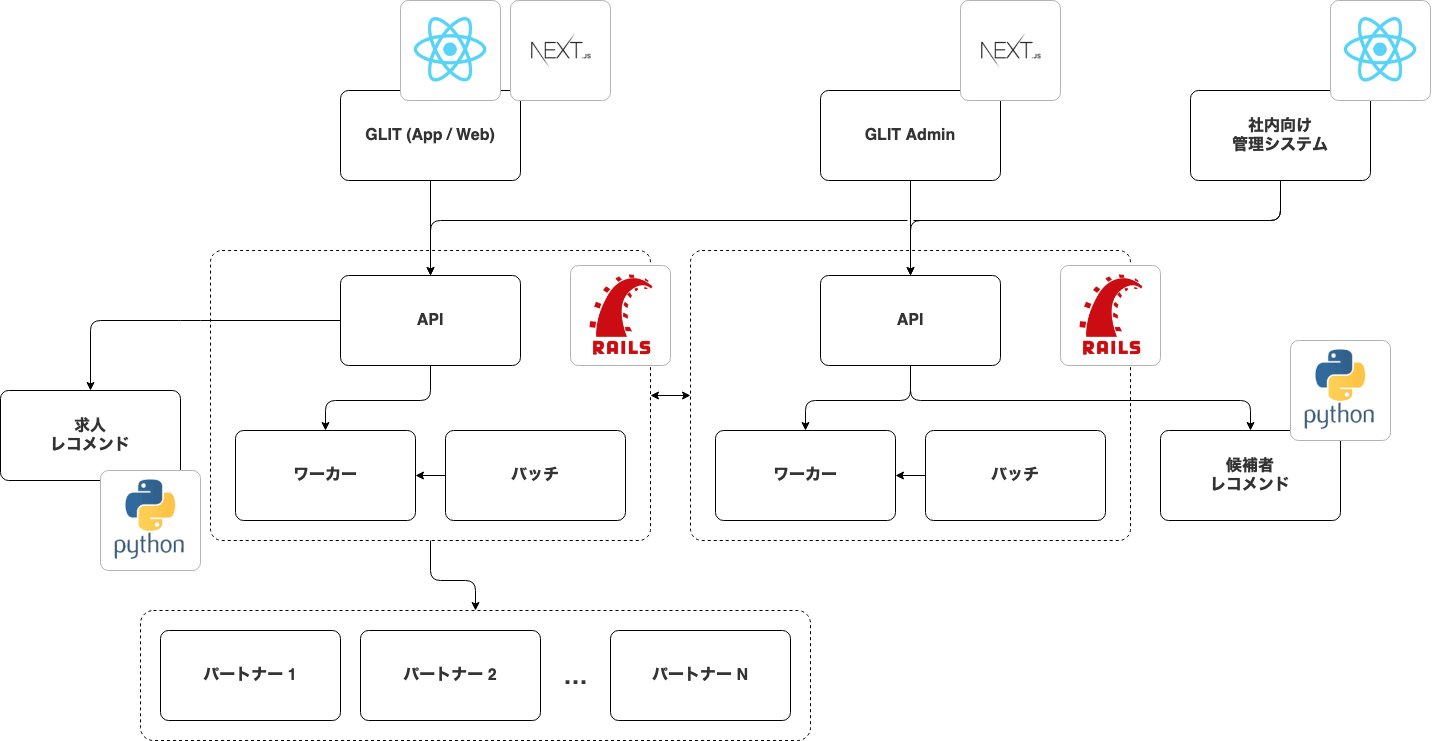 NEXT.JS
NEXT.JS
GLIT (App / Web)
GLIT Admin
社内向け
管理システム
API
RAILS
API
RAILS
求人
レコメンド
python
ワーカー
バッチ
ワーカー
バッチ
候補者
レコメンド
python
パートナー 1
パートナー 2
...
パートナー N